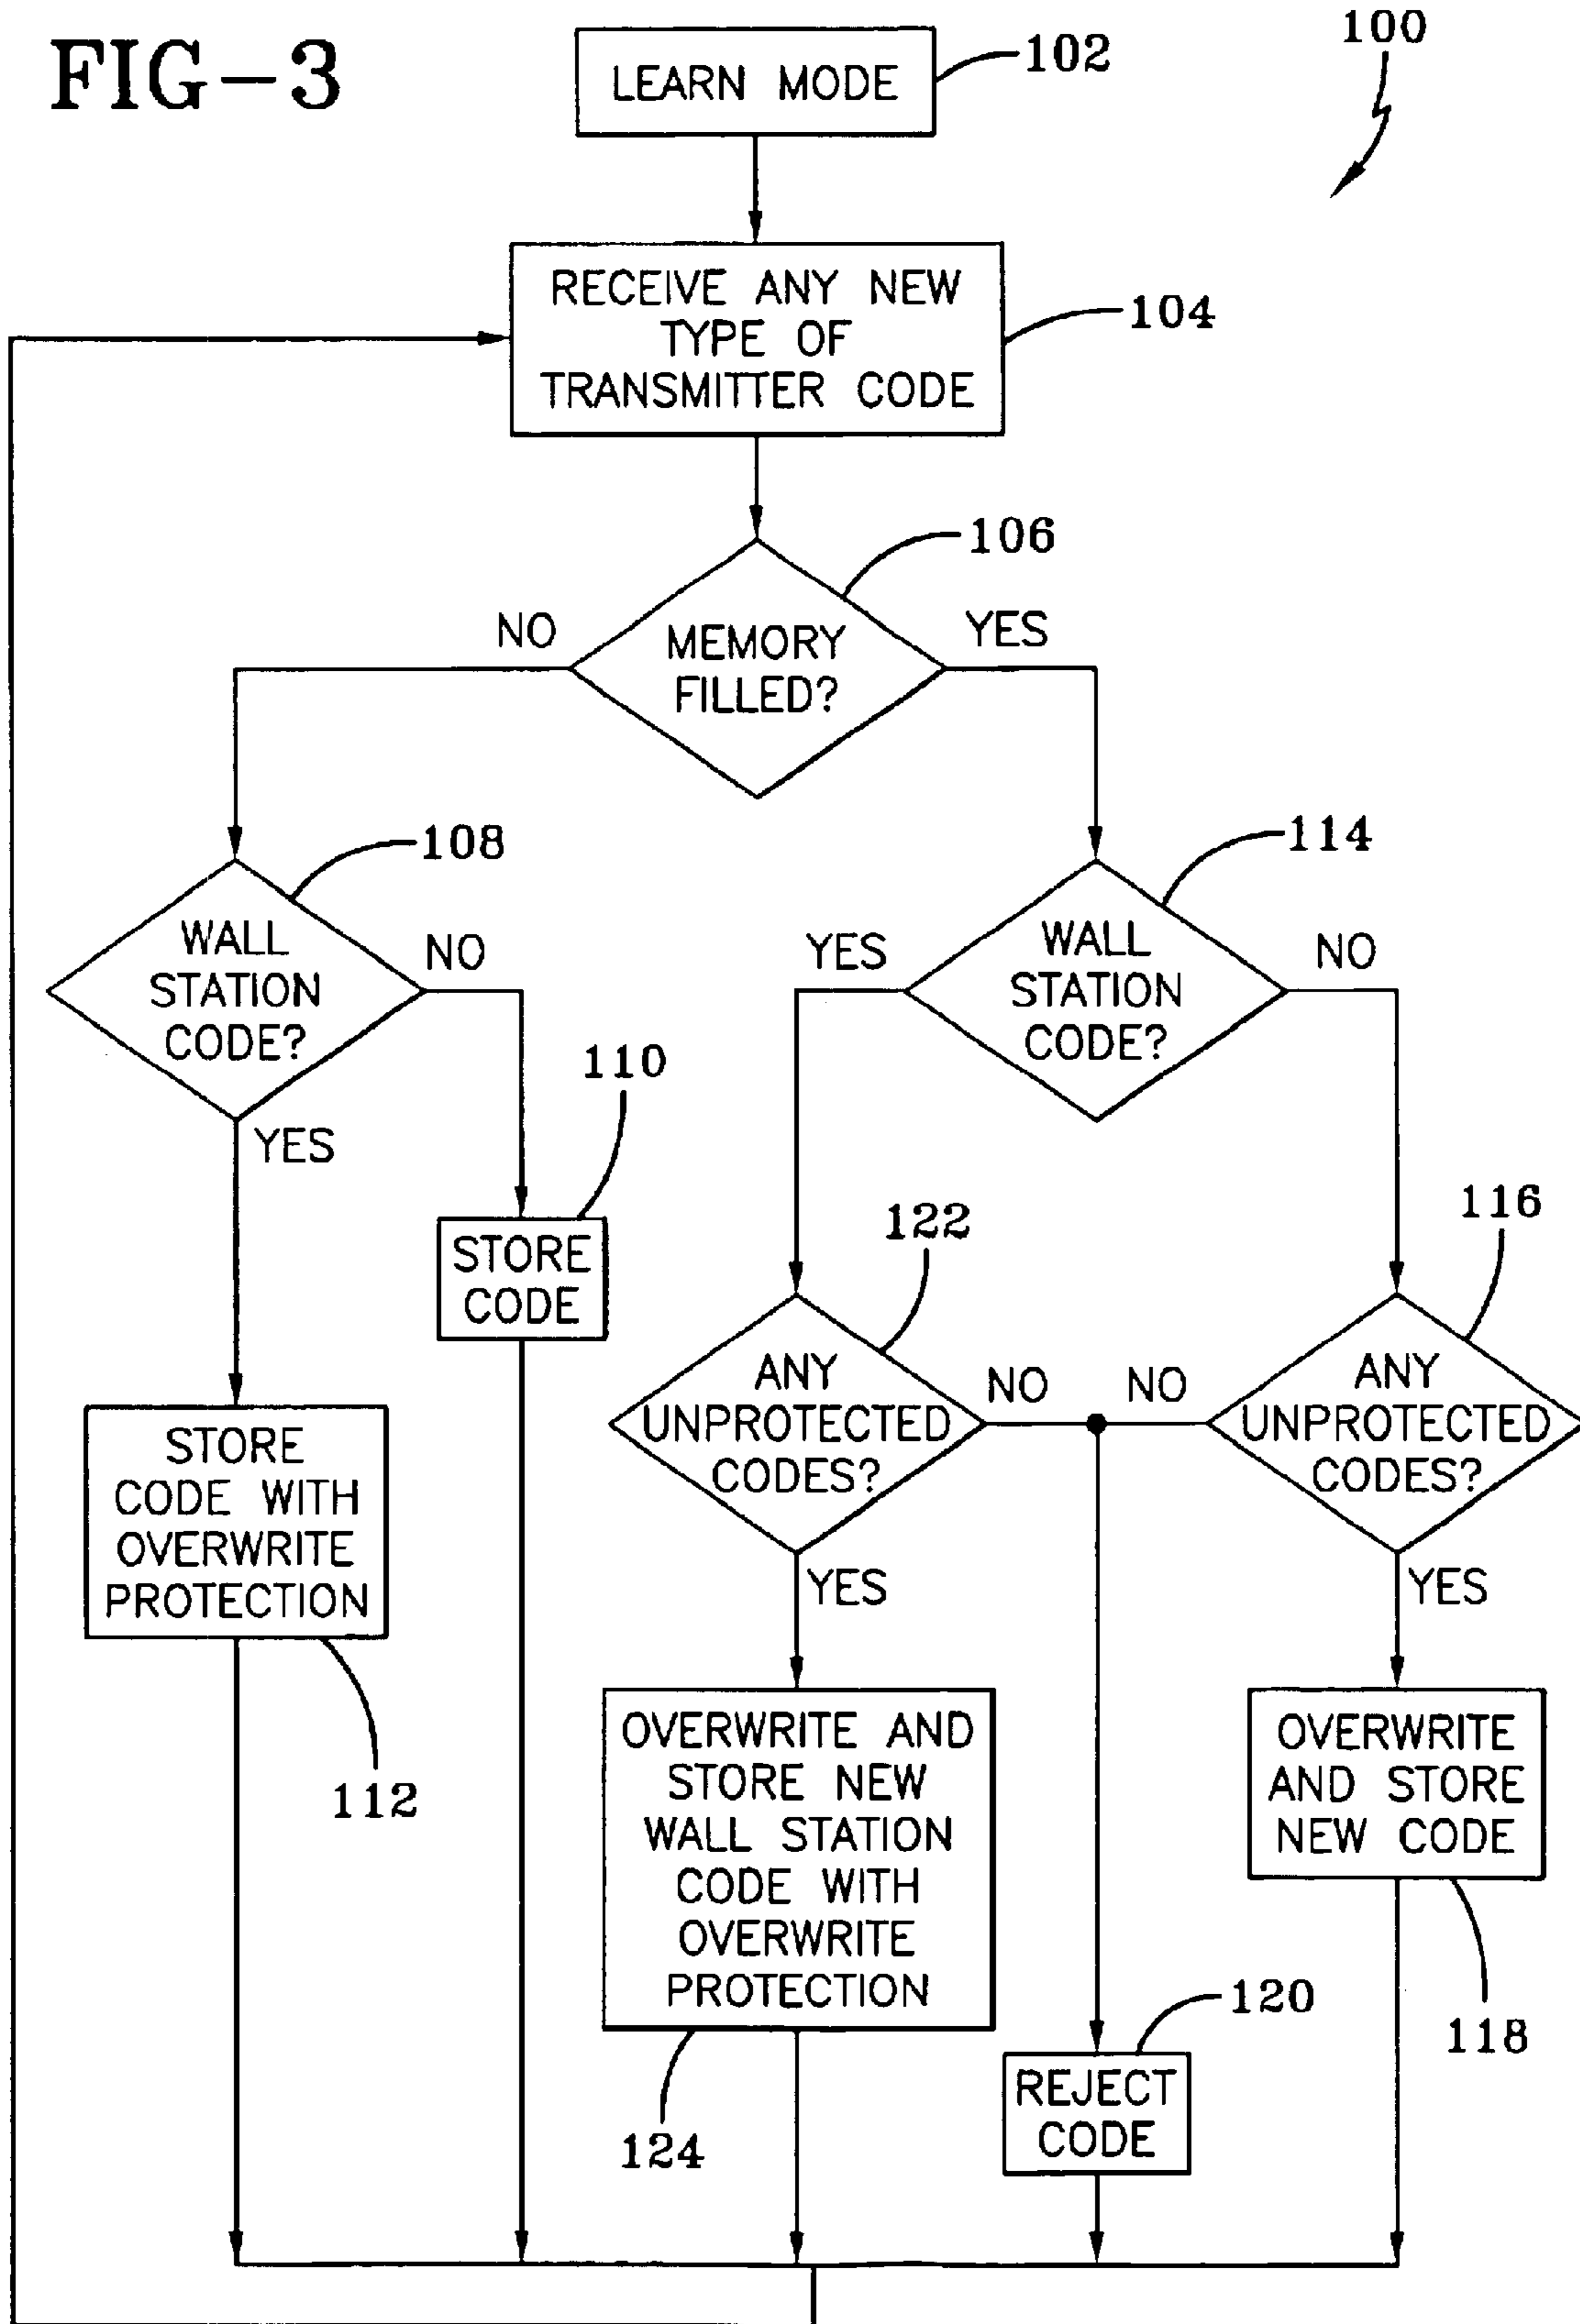 FIG-3
100
LEARN MODE
102
RECEIVE ANY NEW
TYPE OF
TRANSMITTER CODE
104
106
NO
MEMORY
FILLED?
YES
108
WALL
STATION
CODE?
NO
YES
114
YES
WALL
STATION
CODE?
NO
110
STORE
CODE
122
116
ANY
UNPROTECTED
CODES?
NO
NO
ANY
UNPROTECTED
CODES?
STORE
CODE WITH
OVERWRITE
PROTECTION
112
YES
YES
OVERWRITE AND
STORE NEW
WALL STATION
CODE WITH
OVERWRITE
PROTECTION
124
OVERWRITE
AND STORE
NEW CODE
118
120
REJECT
CODE